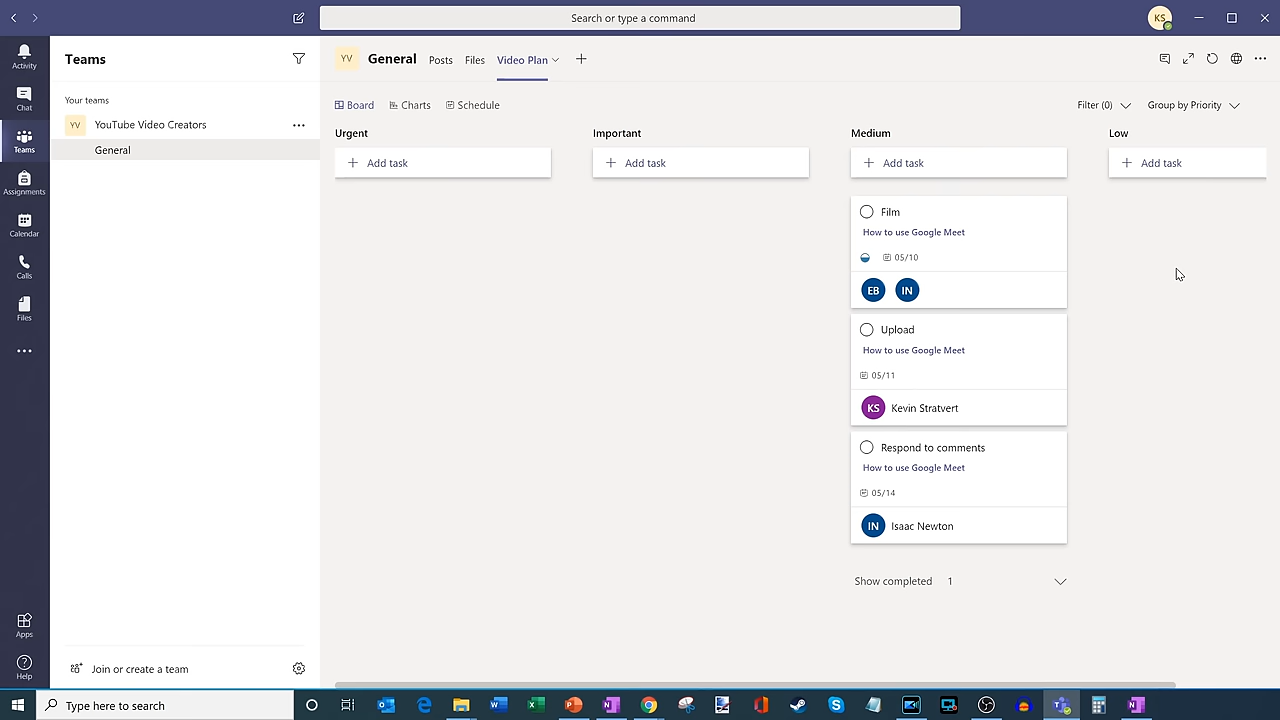 Search or type a command
KS
Activity
Chat
Teams
Assignments
Calendar
Calls
Files
Apps
Help
Teams
Your teams
YV
YouTube Video Creators
General
Join or create a team
YV
General
Posts
Files
Video Plan
Board
Charts
Schedule
Filter (0)
Group by Priority
Urgent
Add task
Important
Add task
Medium
Add task
Film
How to use Google Meet
05/10
EB
IN
Upload
How to use Google Meet
05/11
KS
Kevin Stratvert
Respond to comments
How to use Google Meet
05/14
IN
Isaac Newton
Show completed 1
Low
Add task
Type here to search